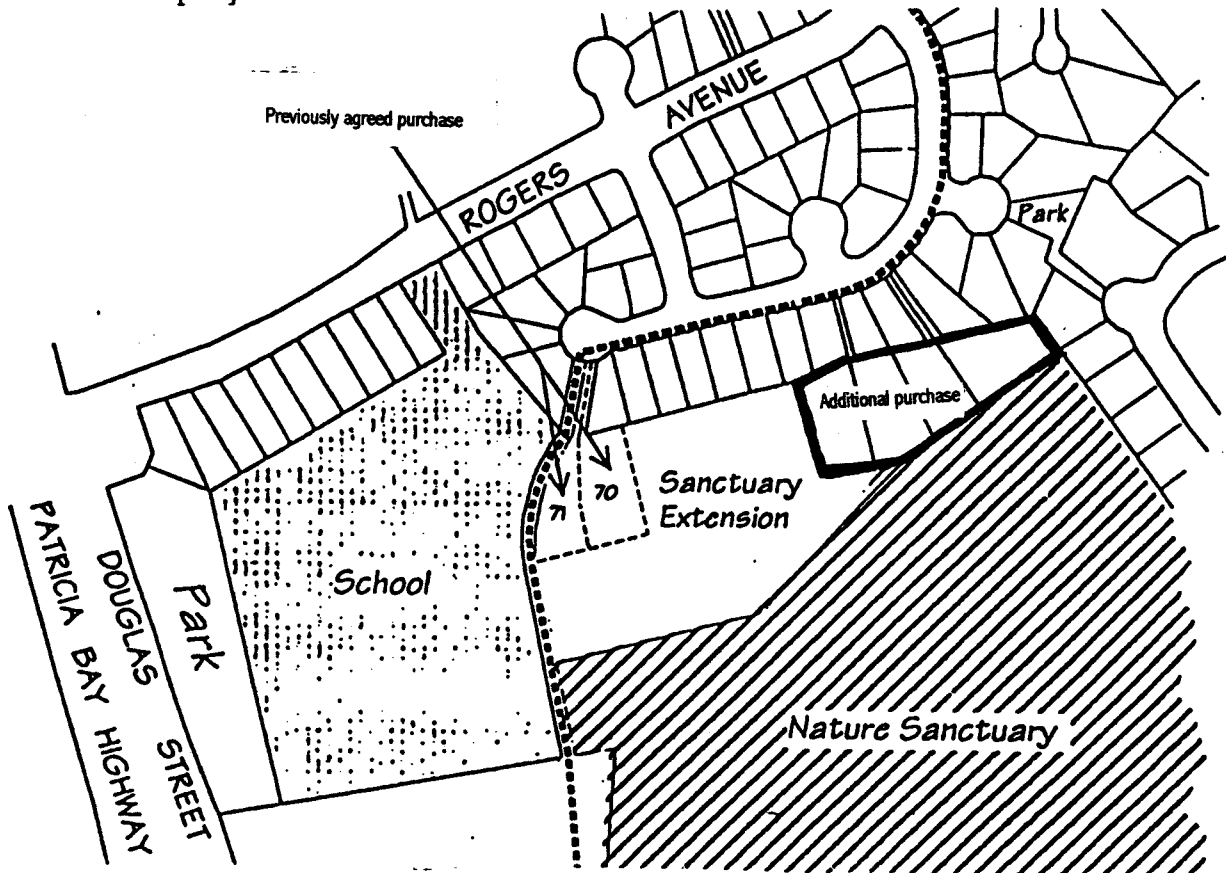 Previously agreed purchase
ROGERS AVENUE
Park
Additional purchase
Sanctuary
Extension
70
71
School
Park
DOUGLAS STREET
PATRICIA BAY HIGHWAY
Nature Sanctuary